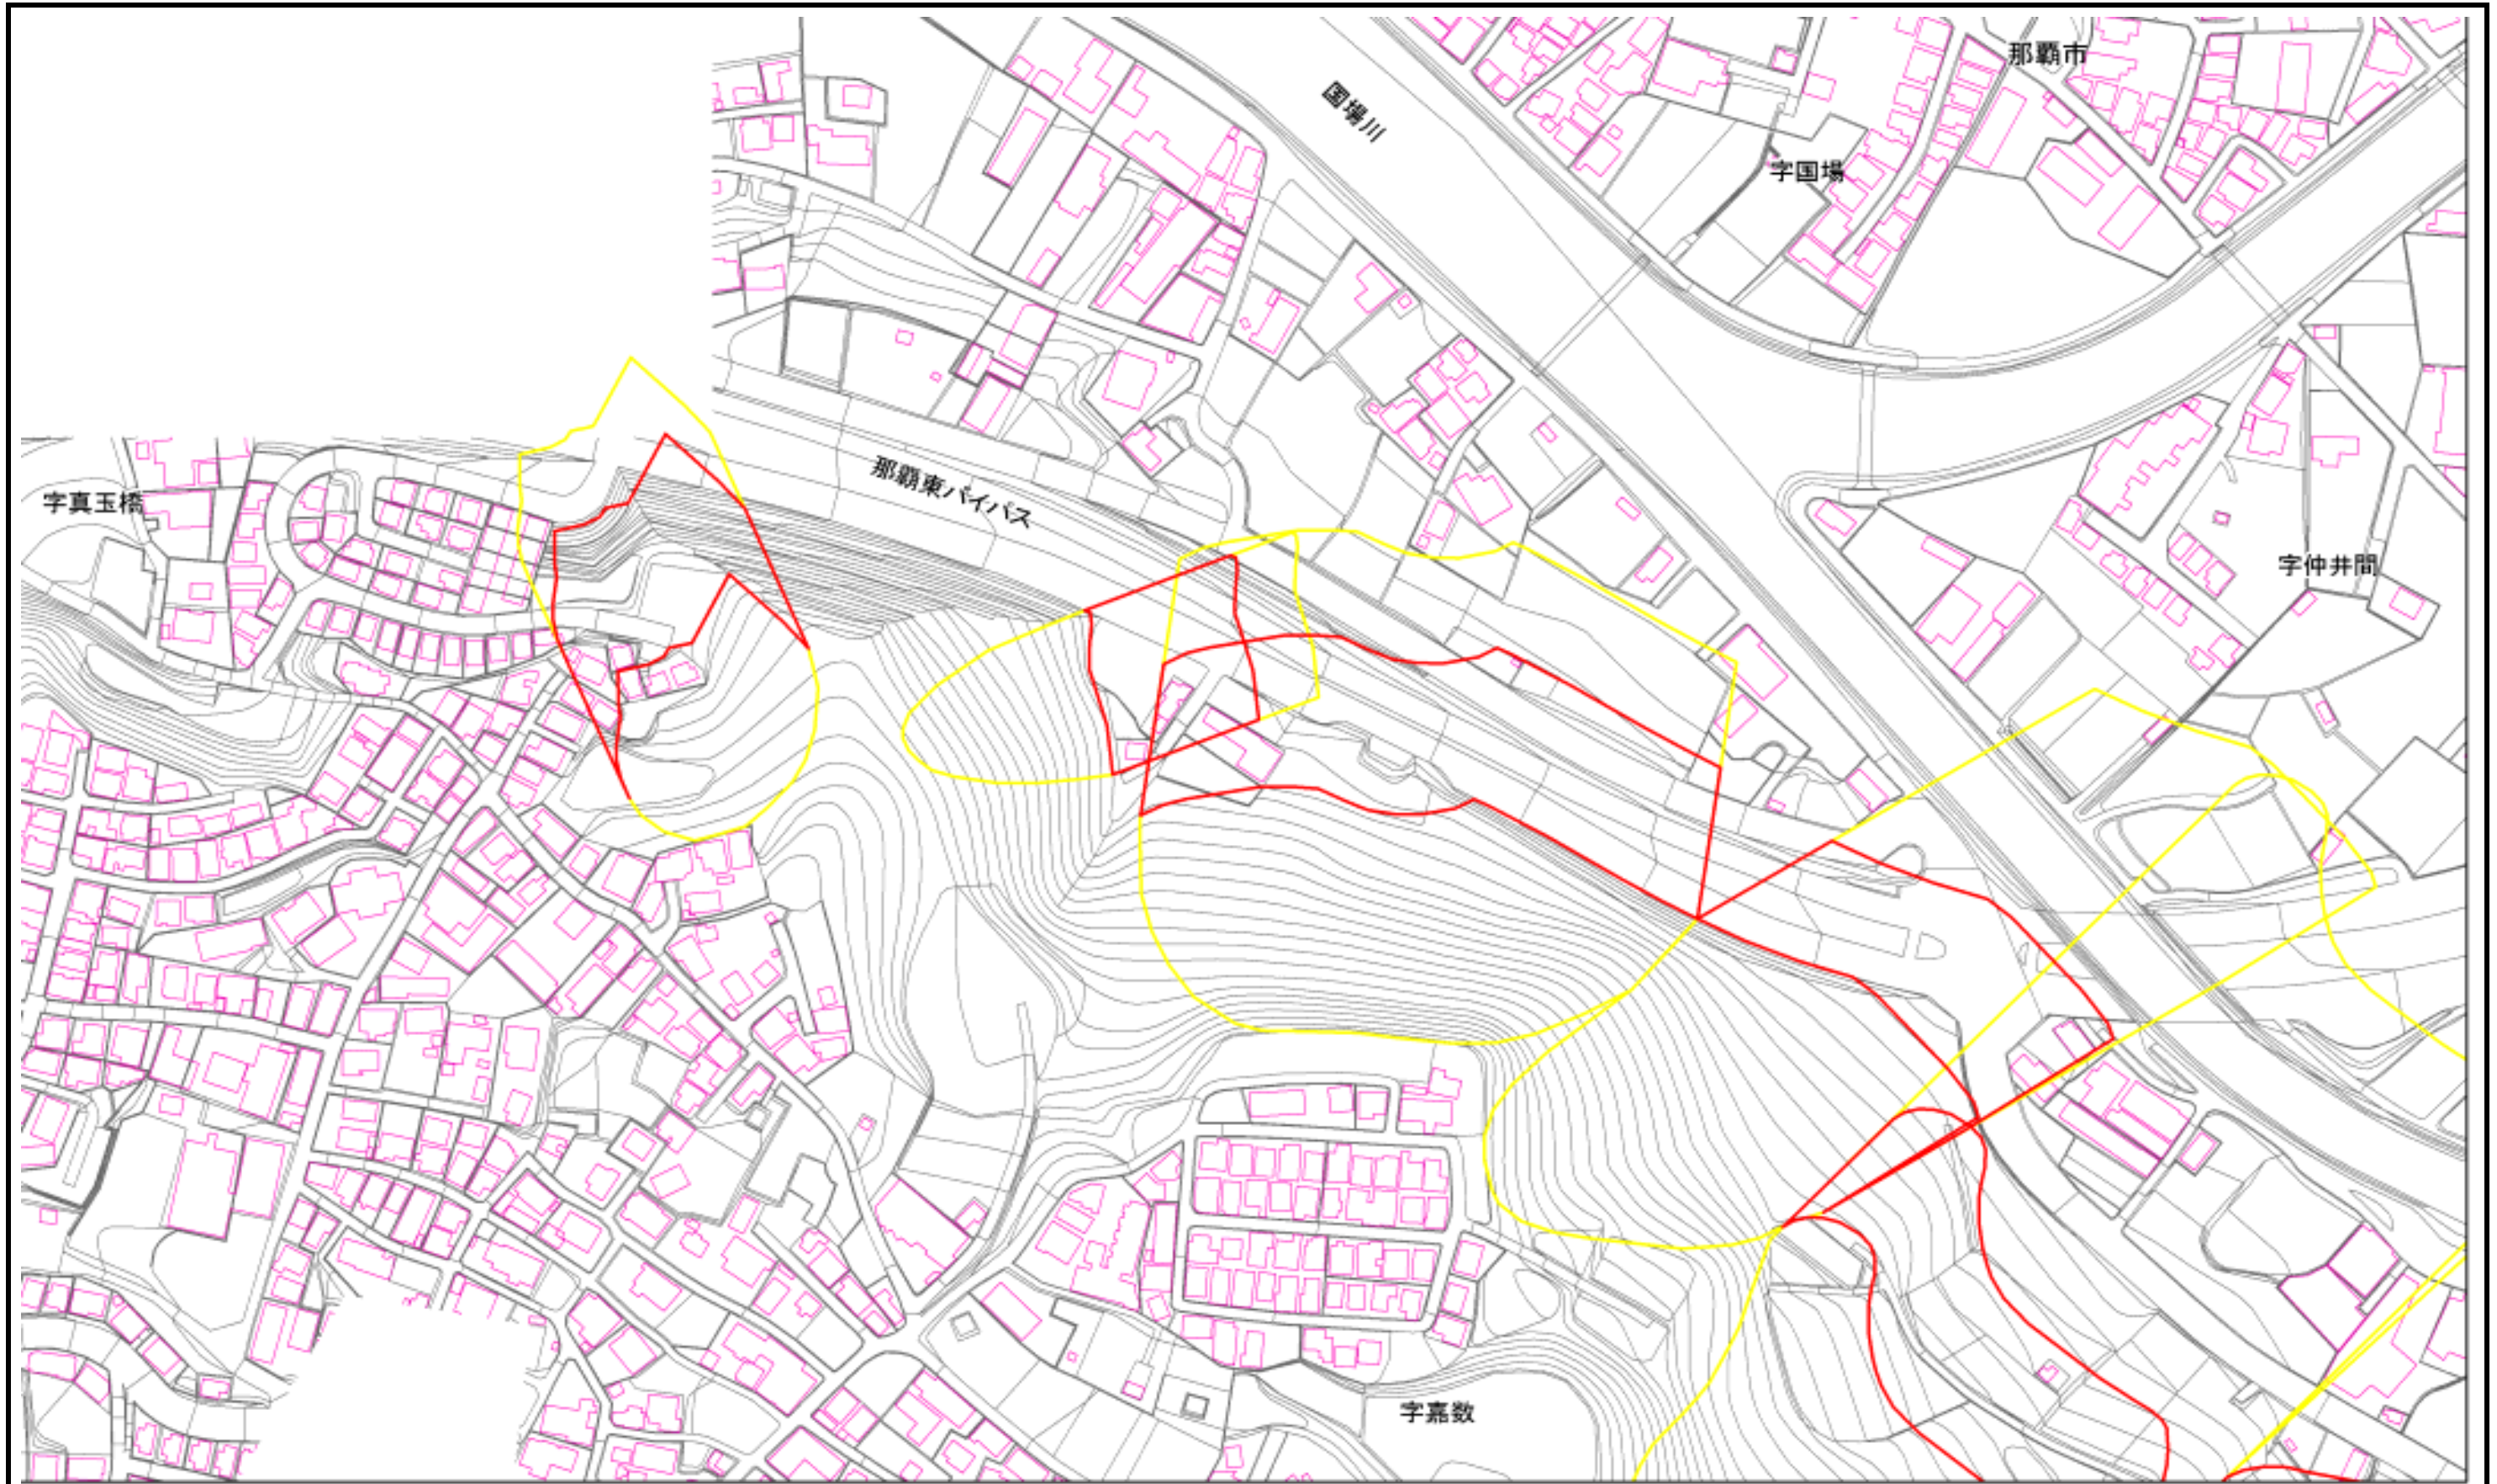 那覇市
国場川
字国場
那覇東バイパス
字真玉橋
字仲井間
字嘉数